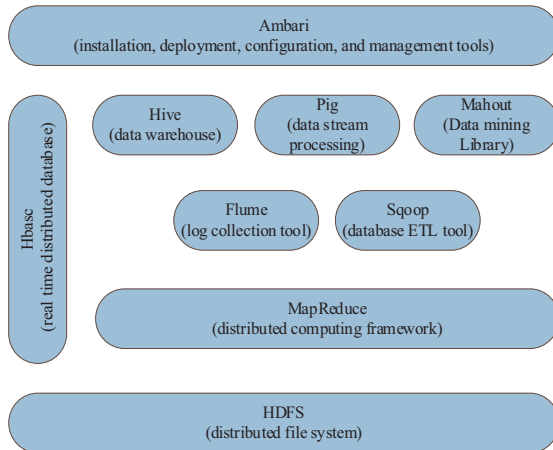 Ambari
(installation, deployment, configuration, and management tools)
Hbasc
(real time distributed database)
Hive
(data warehouse)
Pig
(data stream
processing)
Mahout
(Data mining
Library)
Flume
(log collection tool)
Sqoop
(database ETL tool)
MapReduce
(distributed computing framework)
HDFS
(distributed file system)